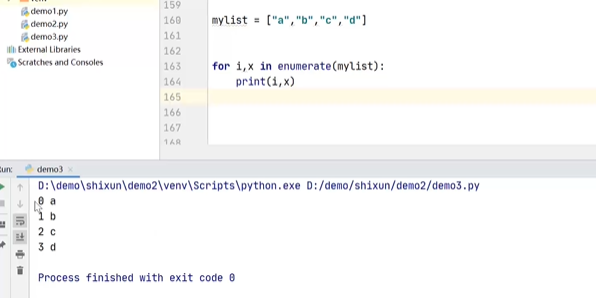 demo1.py
demo2.py
demo3.py
External Libraries
Scratches and Consoles
159
160 mylist = ["a","b","c","d"]
161
162
163 for i,x in enumerate(mylist):
164 print(i,x)
165
166
167
168
Run: demo3
D:\demo\shixun\demo2\venv\Scripts\python.exe D:/demo/shixun/demo2/demo3.py
0 a
1 b
2 c
3 d
Process finished with exit code 0